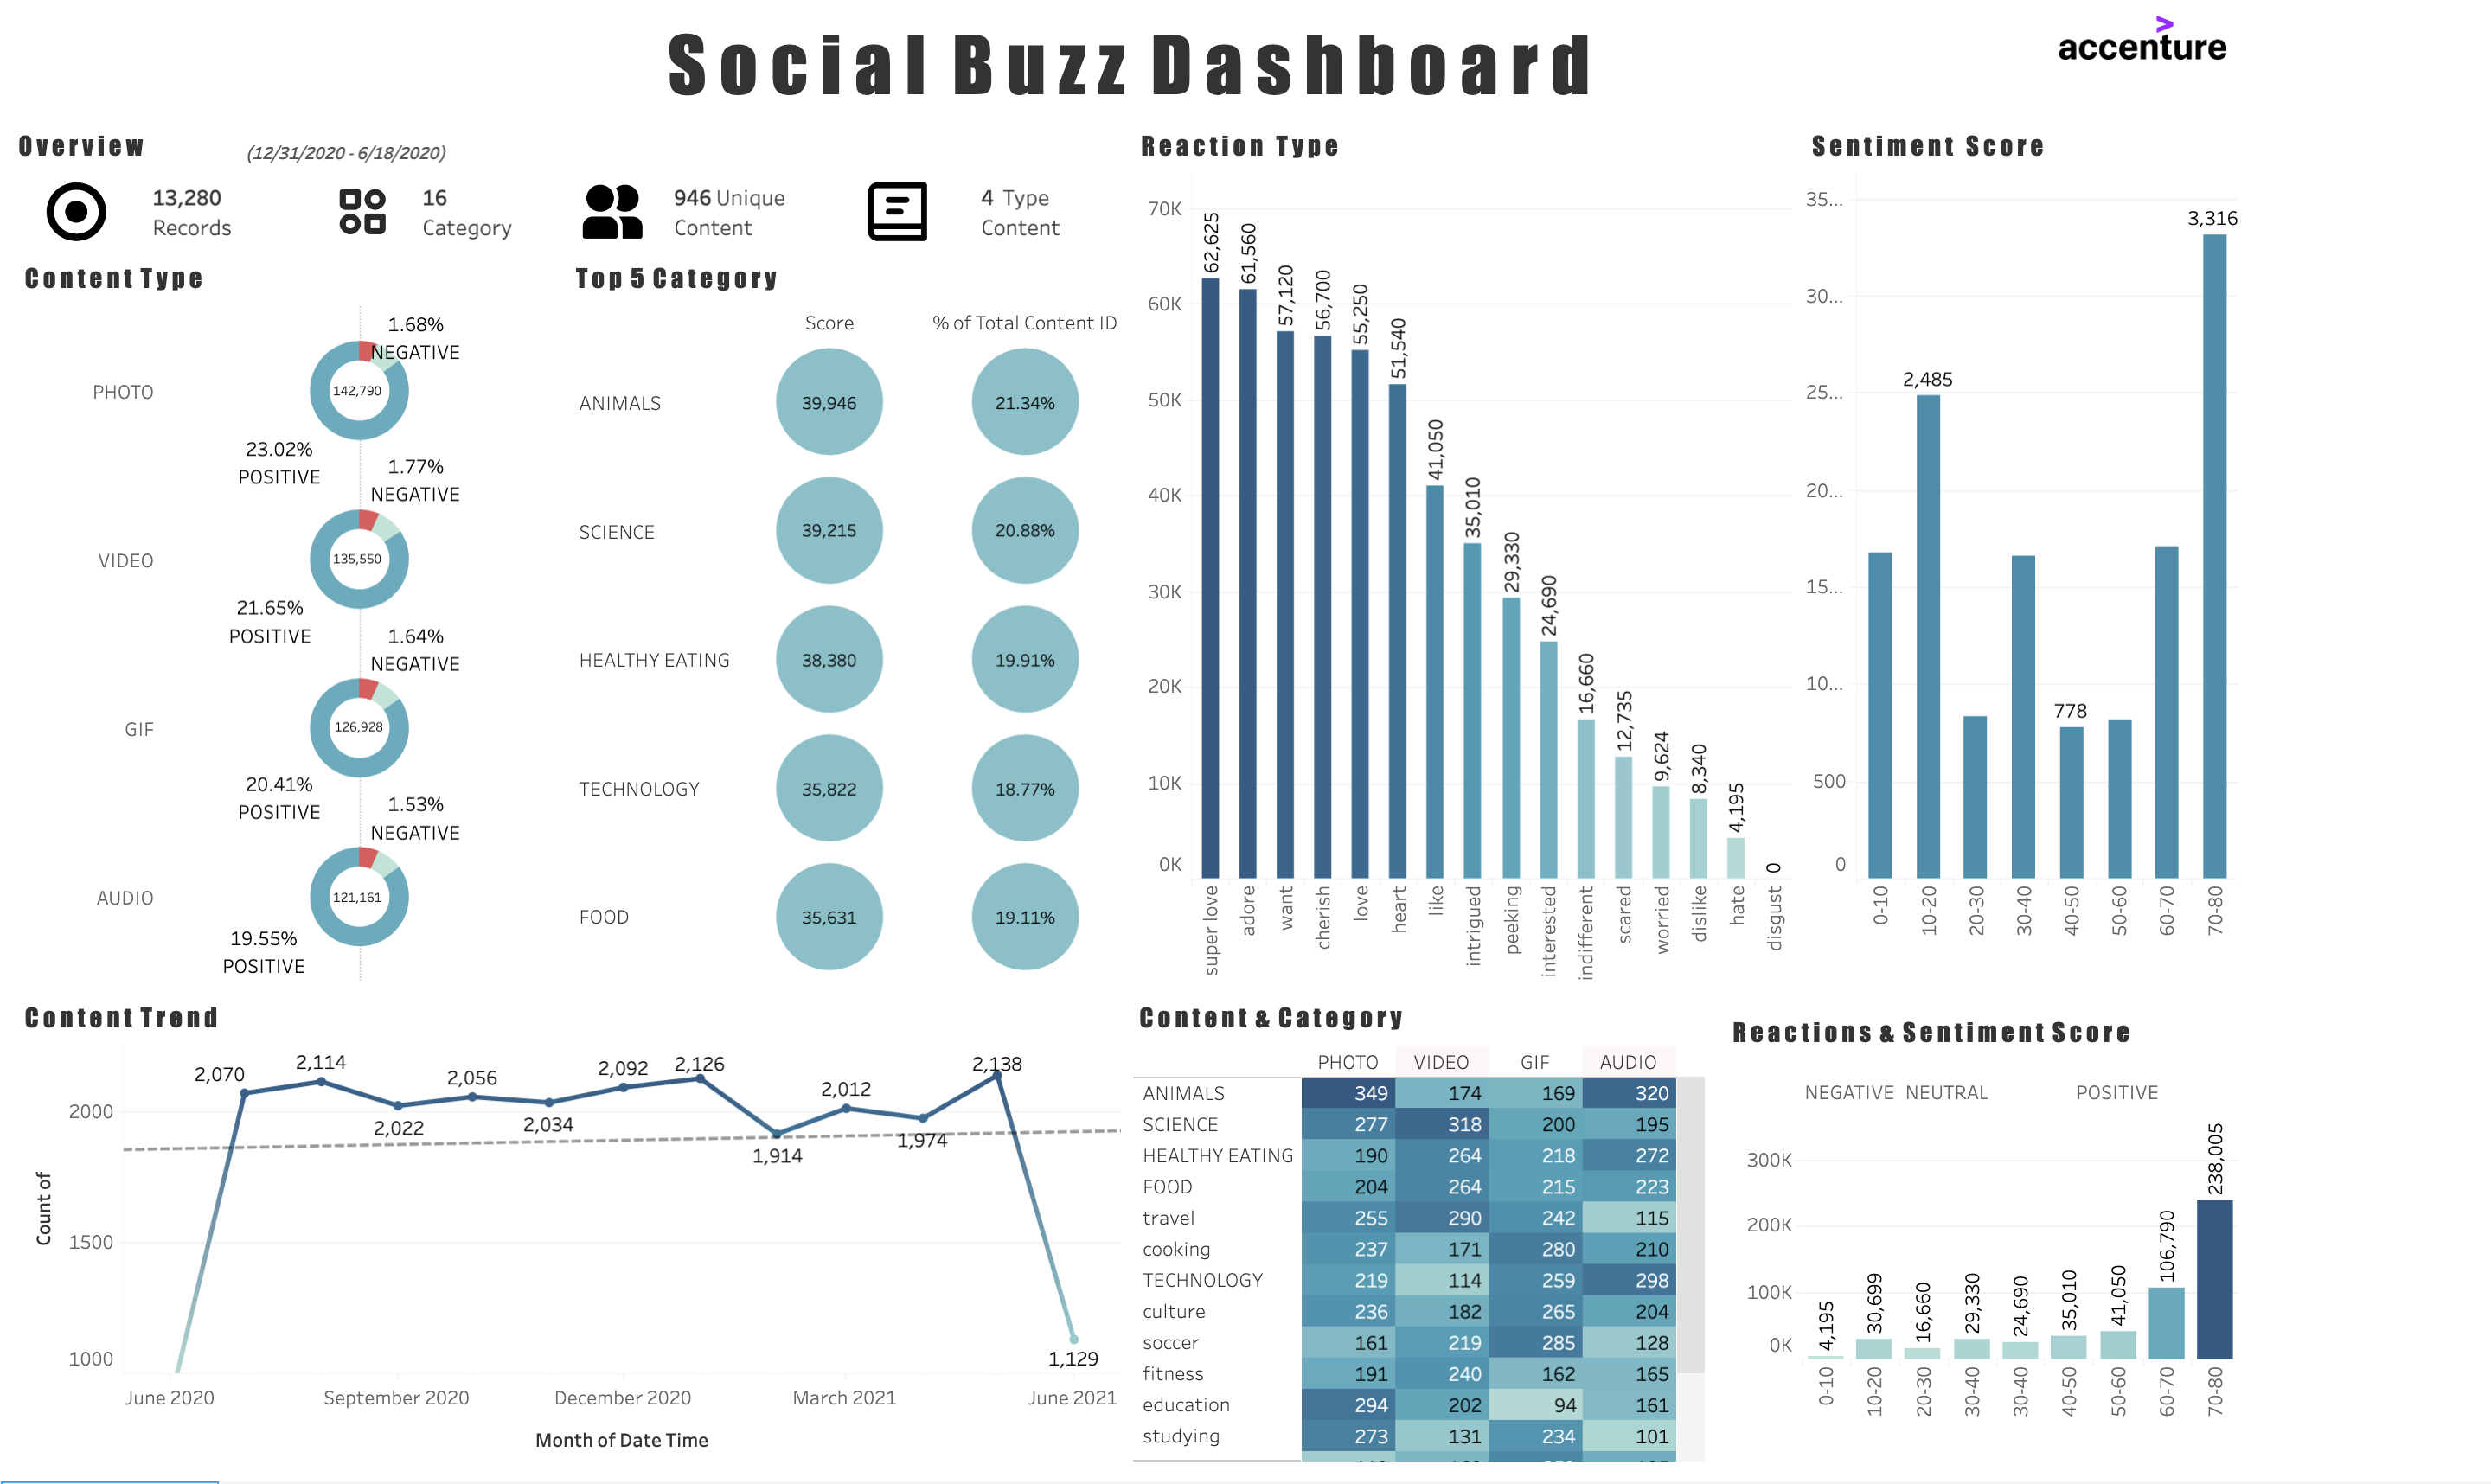 Social Buzz Dashboard
>
accenture
Overview
(12/31/2020 - 6/18/2020)
13,280
Records
16
Category
946 Unique
Content
4 Type
Content
Content Type
1.68%
NEGATIVE
PHOTO
142,790
23.02%
POSITIVE
1.77%
NEGATIVE
VIDEO
135,550
21.65%
POSITIVE
1.64%
NEGATIVE
GIF
126,928
20.41%
POSITIVE
1.53%
NEGATIVE
AUDIO
121,161
19.55%
POSITIVE
Top 5 Category
Score % of Total Content ID
ANIMALS 39,946 21.34%
SCIENCE 39,215 20.88%
HEALTHY EATING 38,380 19.91%
TECHNOLOGY 35,822 18.77%
FOOD 35,631 19.11%
Reaction Type
70K
60K
50K
40K
30K
20K
10K
0K
62,625
61,560
57,120
56,700
55,250
51,540
41,050
35,010
29,330
24,690
16,660
12,735
9,624
8,340
4,195
0
super love
adore
want
cherish
love
heart
like
intrigued
peeking
interested
indifferent
scared
worried
dislike
hate
disgust
Sentiment Score
35...
30...
25...
20...
15...
10...
500
0
2,485
778
3,316
0-10
10-20
20-30
30-40
40-50
50-60
60-70
70-80
Content Trend
Count of
2000
1500
1000
2,070
2,114
2,022
2,056
2,034
2,092
2,126
1,914
2,012
1,974
2,138
1,129
June 2020 September 2020 December 2020 March 2021 June 2021
Month of Date Time
Content & Category
PHOTO VIDEO GIF AUDIO
ANIMALS 349 174 169 320
SCIENCE 277 318 200 195
HEALTHY EATING 190 264 218 272
FOOD 204 264 215 223
travel 255 290 242 115
cooking 237 171 280 210
TECHNOLOGY 219 114 259 298
culture 236 182 265 204
soccer 161 219 285 128
fitness 191 240 162 165
education 294 202 94 161
studying 273 131 234 101
Reactions & Sentiment Score
NEGATIVE NEUTRAL POSITIVE
300K
200K
100K
0K
4,195
30,699
16,660
29,330
24,690
35,010
41,050
106,790
238,005
0-10
10-20
20-30
30-40
30-40
40-50
50-60
60-70
70-80